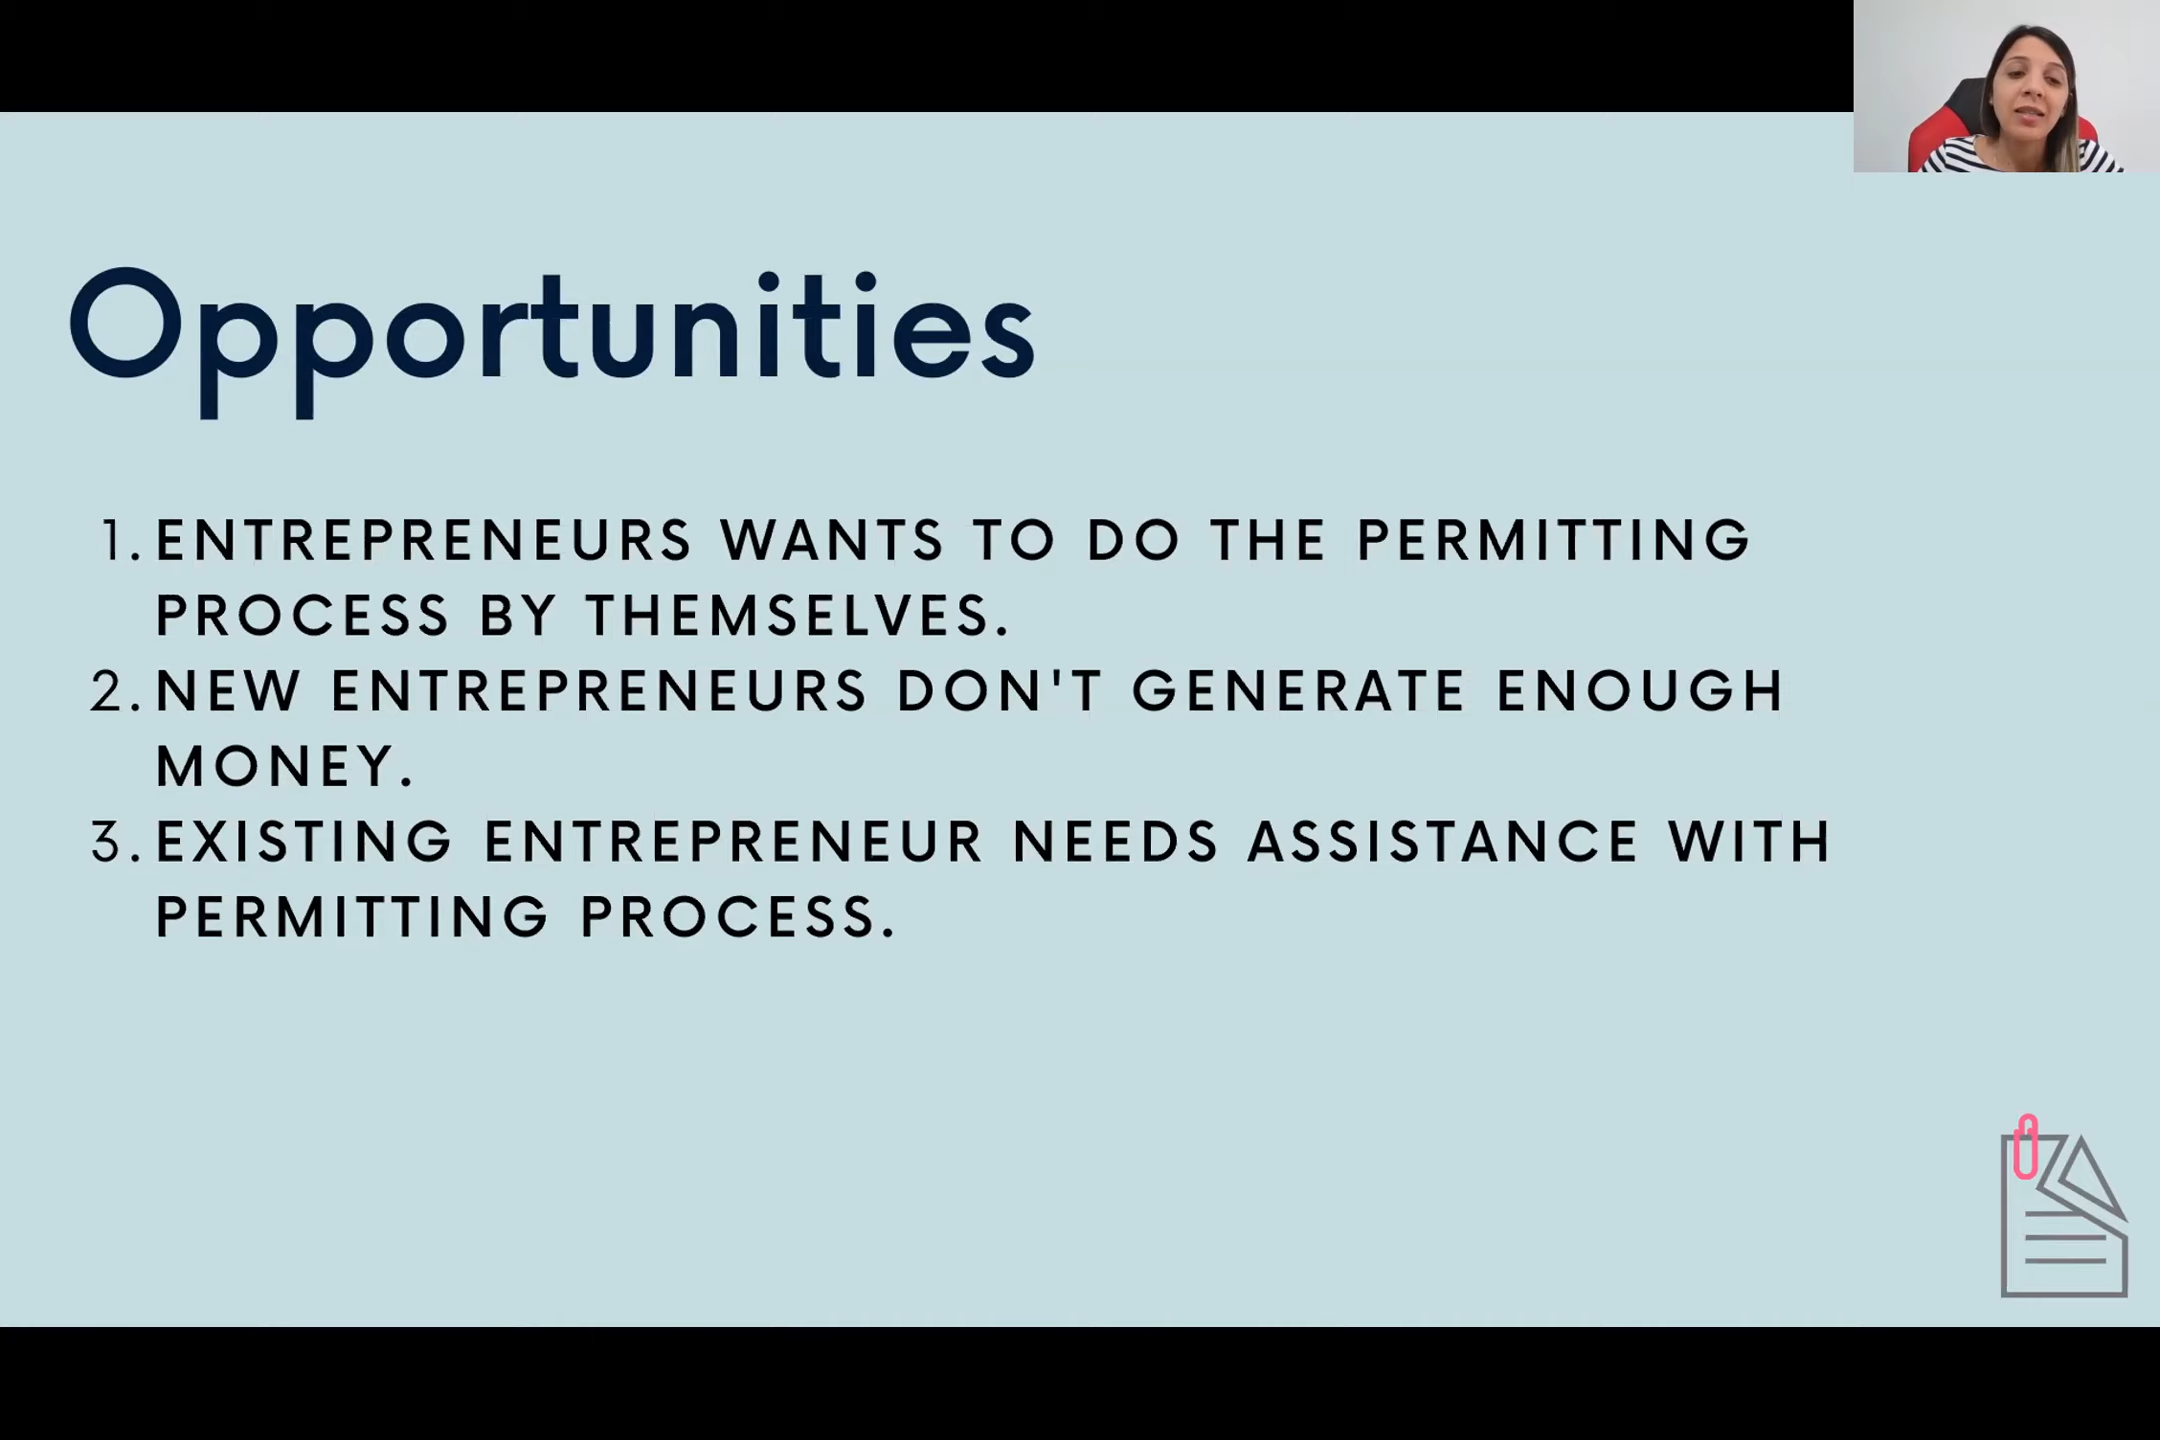 Opportunities
1. ENTREPRENEURS WANTS TO DO THE PERMITTING
PROCESS BY THEMSELVES.
2. NEW ENTREPRENEURS DON'T GENERATE ENOUGH
MONEY.
3. EXISTING ENTREPRENEUR NEEDS ASSISTANCE WITH
PERMITTING PROCESS.